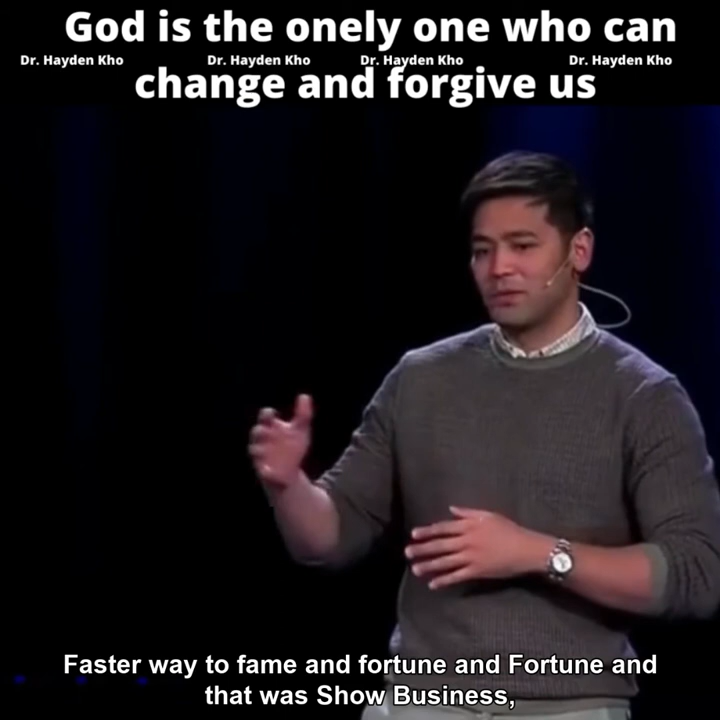 God is the onely one who can
Dr. Hayden Kho Dr. Hayden Kho Dr. Hayden Kho Dr. Hayden Kho
change and forgive us
Faster way to fame and fortune and Fortune and
that was Show Business,